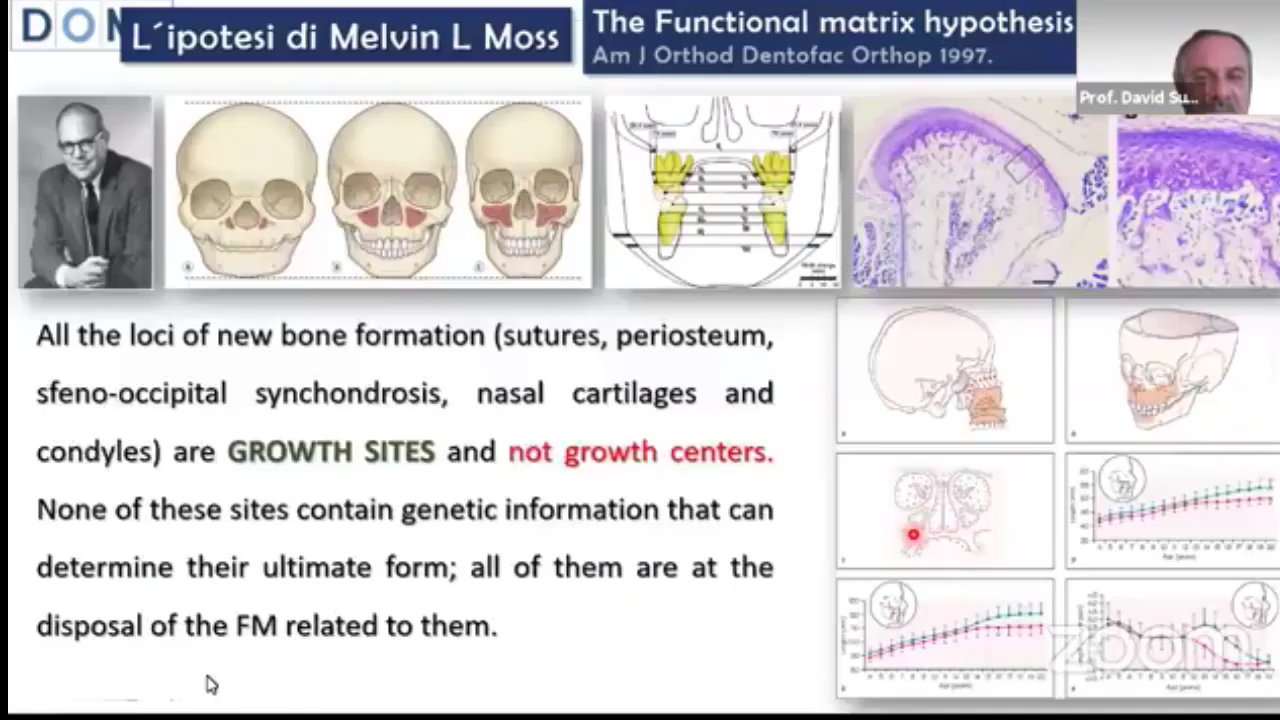 DOM
L´ipotesi di Melvin L Moss
The Functional matrix hypothesis
Am J Orthod Dentofac Orthop 1997.
Prof. David Su...
All the loci of new bone formation (sutures, periosteum,
sfeno-occipital synchondrosis, nasal cartilages and
condyles) are GROWTH SITES and not growth centers.
None of these sites contain genetic information that can
determine their ultimate form; all of them are at the
disposal of the FM related to them.
zoom